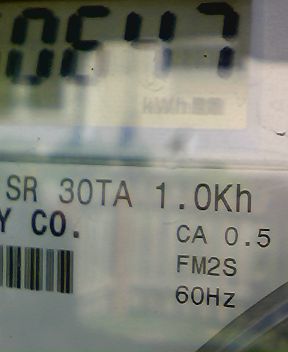 0647
kWh
SR 30TA 1.0Kh
Y CO.
CA 0.5
FM2S
60Hz